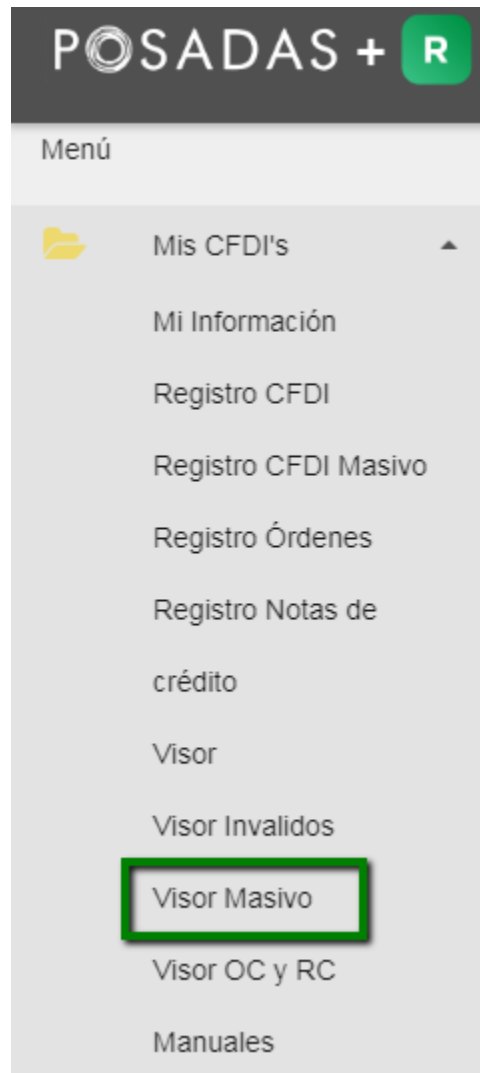 POSADAS + R
Menú
Mis CFDI's
Mi Información
Registro CFDI
Registro CFDI Masivo
Registro Órdenes
Registro Notas de
crédito
Visor
Visor Invalidos
Visor Masivo
Visor OC y RC
Manuales